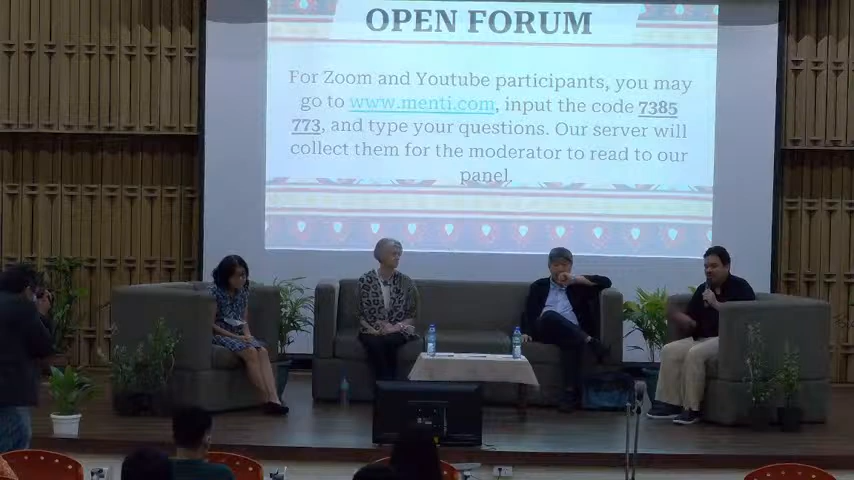 OPEN FORUM
For Zoom and Youtube participants, you may
go to www.menti.com, input the code 7385
773, and type your questions. Our server will
collect them for the moderator to read to our
panel.